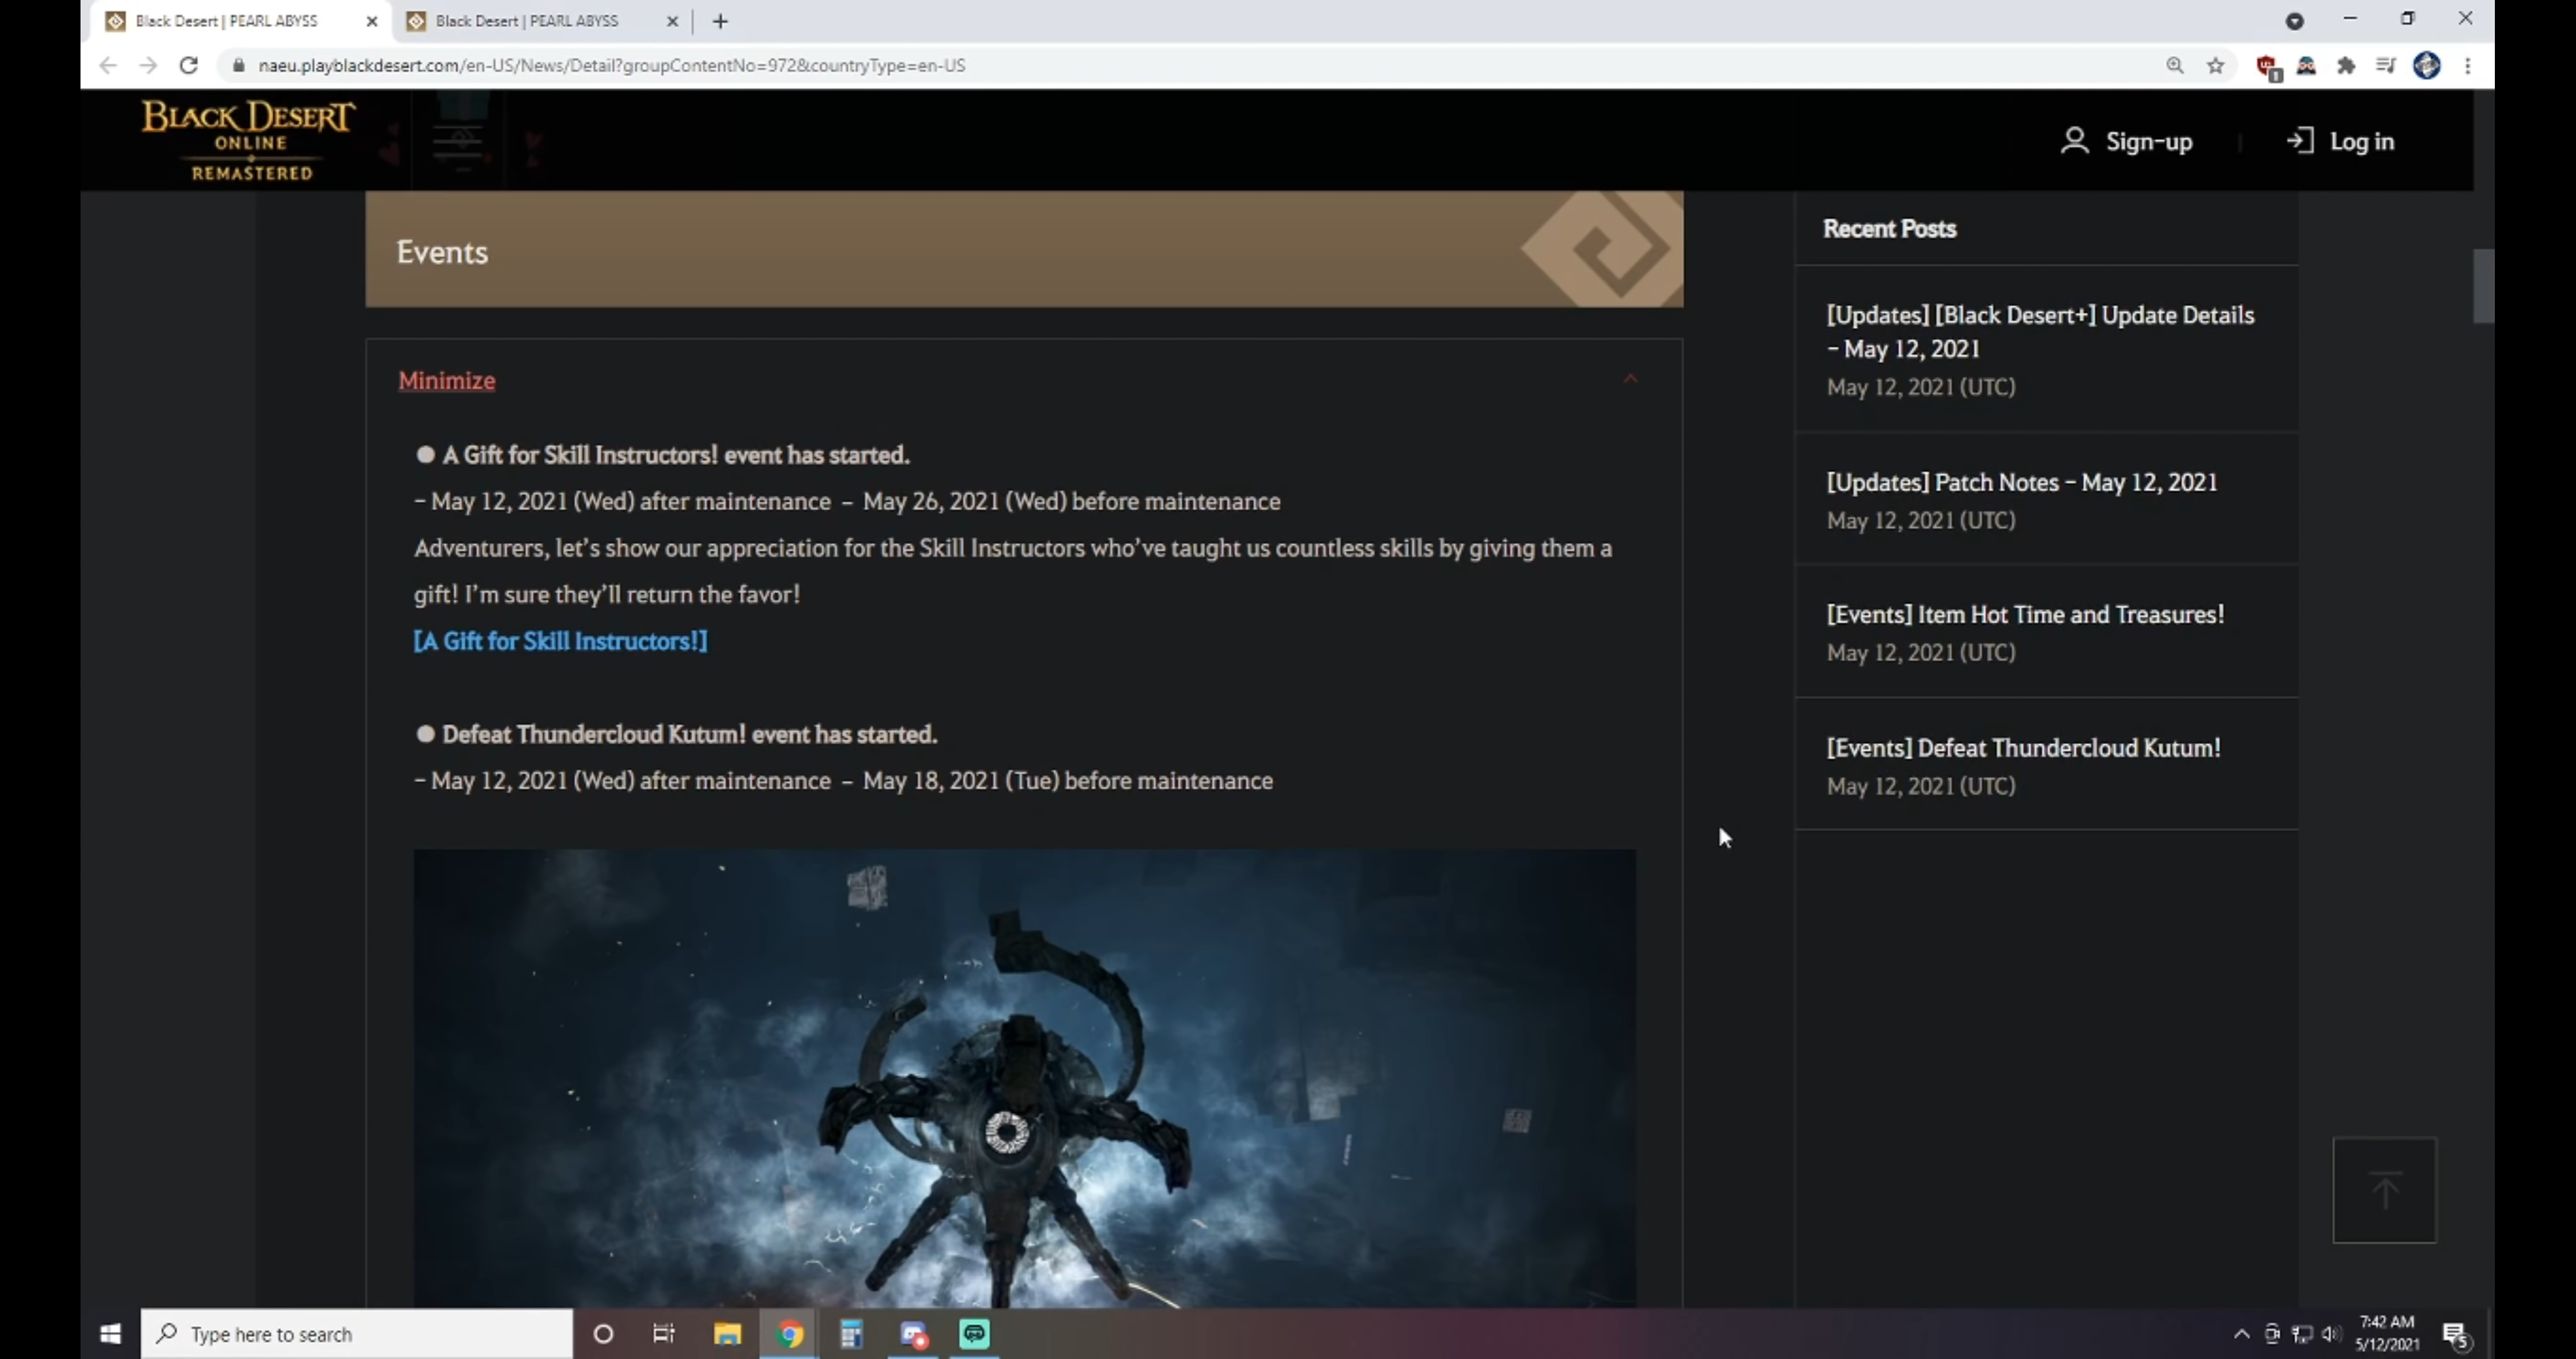 Black Desert | PEARL ABYSS
Black Desert | PEARL ABYSS
naeu.playblackdesert.com/en-US/News/Detail?groupContentNo=972&countryType=en-US
1
BLACK DESERT
ONLINE
REMASTERED
Sign-up
Log in
Events
Minimize
● A Gift for Skill Instructors! event has started.
– May 12, 2021 (Wed) after maintenance – May 26, 2021 (Wed) before maintenance
Adventurers, let's show our appreciation for the Skill Instructors who've taught us countless skills by giving them a
gift! I'm sure they'll return the favor!
[A Gift for Skill Instructors!]
● Defeat Thundercloud Kutum! event has started.
– May 12, 2021 (Wed) after maintenance – May 18, 2021 (Tue) before maintenance
Recent Posts
[Updates] [Black Desert+] Update Details
– May 12, 2021
May 12, 2021 (UTC)
[Updates] Patch Notes – May 12, 2021
May 12, 2021 (UTC)
[Events] Item Hot Time and Treasures!
May 12, 2021 (UTC)
[Events] Defeat Thundercloud Kutum!
May 12, 2021 (UTC)
Type here to search
7:42 AM
5/12/2021
5